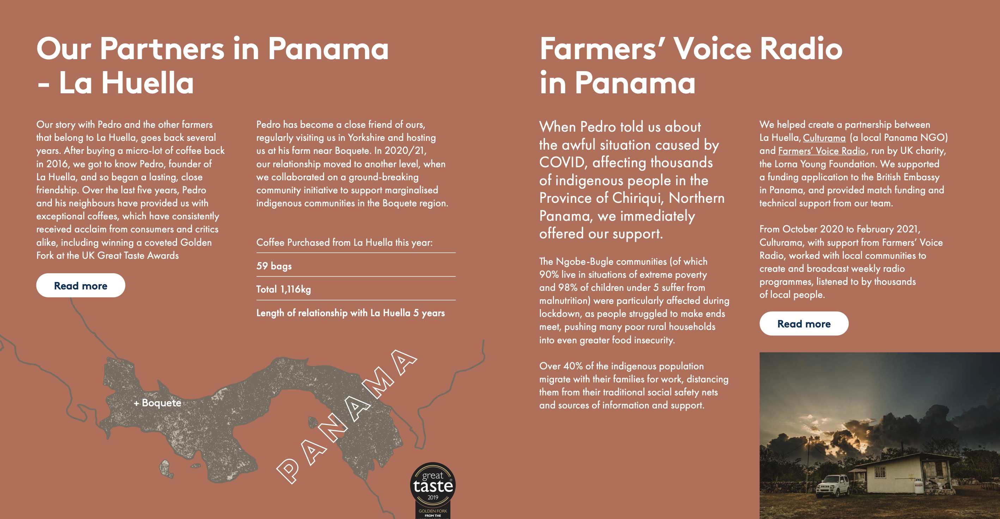 Our Partners in Panama
- La Huella
Our story with Pedro and the other farmers
that belong to La Huella, goes back several
years. After buying a micro-lot of coffee back
in 2016, we got to know Pedro, founder of
La Huella, and so began a lasting, close
friendship. Over the last five years, Pedro
and his neighbours have provided us with
exceptional coffees, which have consistently
received acclaim from consumers and critics
alike, including winning a coveted Golden
Fork at the UK Great Taste Awards
Read more
Pedro has become a close friend of ours,
regularly visiting us in Yorkshire and hosting
us at his farm near Boquete. In 2020/21,
our relationship moved to another level, when
we collaborated on a ground-breaking
community initiative to support marginalised
indigenous communities in the Boquete region.
Coffee Purchased from La Huella this year:
59 bags
Total 1,116kg
Length of relationship with La Huella 5 years
+ Boquete
PANAMA
great
taste®
2019
GOLDEN FORK
FROM THE
Farmers’ Voice Radio
in Panama
When Pedro told us about
the awful situation caused by
COVID, affecting thousands
of indigenous people in the
Province of Chiriqui, Northern
Panama, we immediately
offered our support.
The Ngobe-Bugle communities (of which
90% live in situations of extreme poverty
and 98% of children under 5 suffer from
malnutrition) were particularly affected during
lockdown, as people struggled to make ends
meet, pushing many poor rural households
into even greater food insecurity.
Over 40% of the indigenous population
migrate with their families for work, distancing
them from their traditional social safety nets
and sources of information and support.
We helped create a partnership between
La Huella, Culturama (a local Panama NGO)
and Farmers’ Voice Radio, run by UK charity,
the Lorna Young Foundation. We supported
a funding application to the British Embassy
in Panama, and provided match funding and
technical support from our team.
From October 2020 to February 2021,
Culturama, with support from Farmers’ Voice
Radio, worked with local communities to
create and broadcast weekly radio
programmes, listened to by thousands
of local people.
Read more